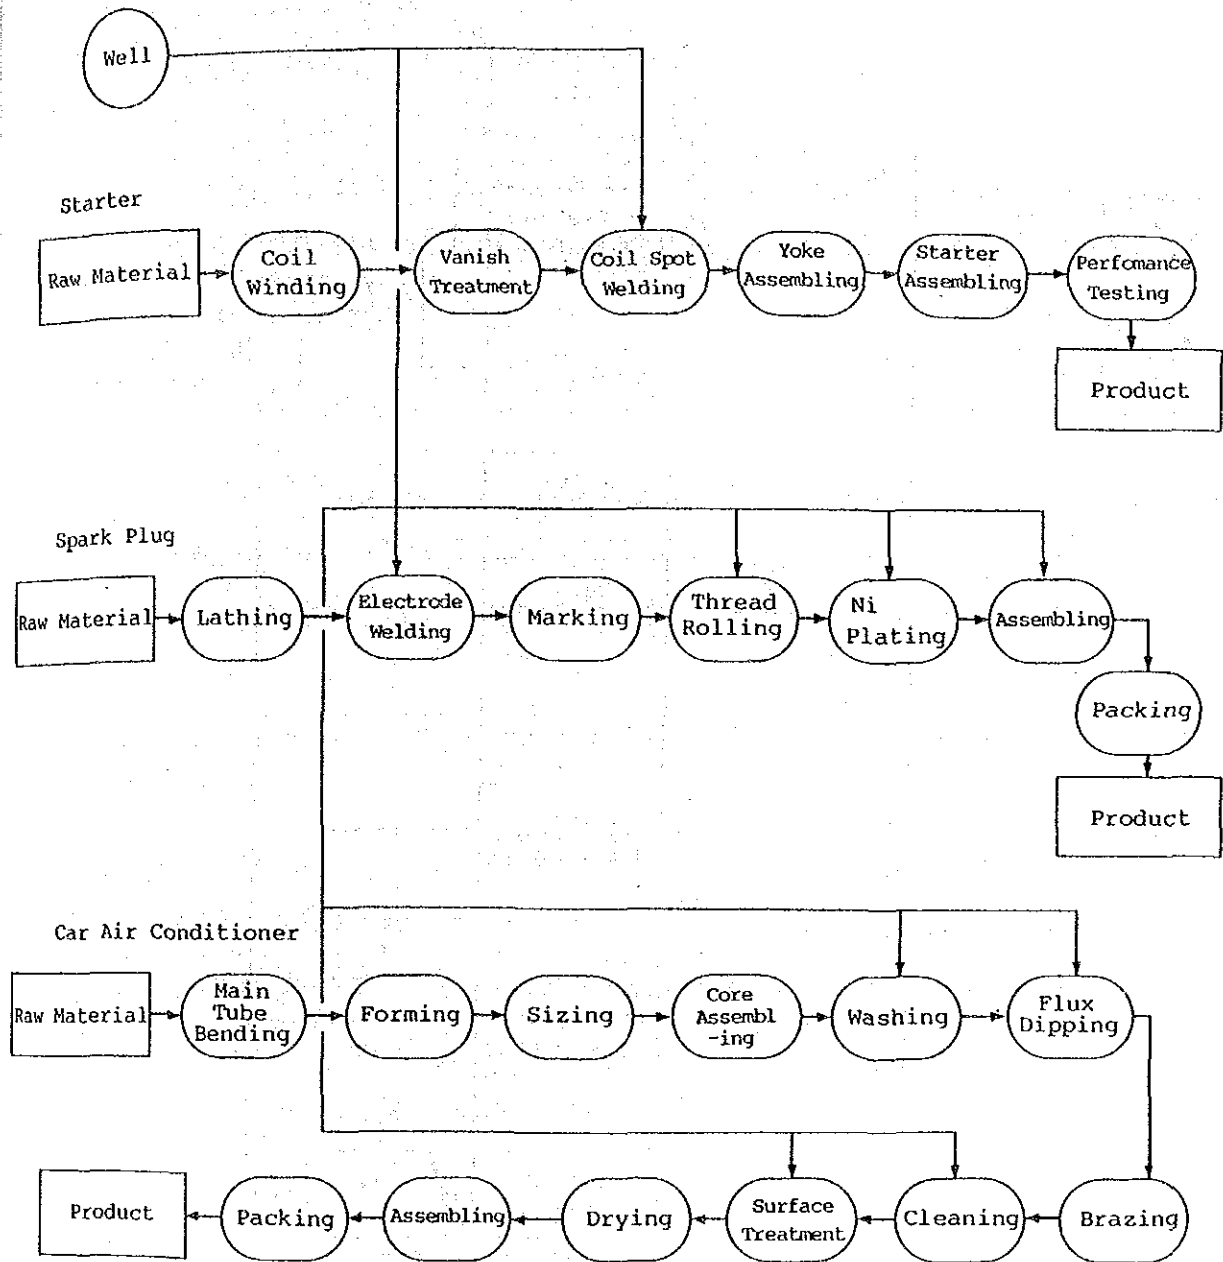 Well
Starter
Raw Material
Coil
Winding
Vanish
Treatment
Coil Spot
Welding
Yoke
Assembling
Starter
Assembling
Perfomance
Testing
Product
Spark Plug
Raw Material
Lathing
Electrode
Welding
Marking
Thread
Rolling
Ni
Plating
Assembling
Packing
Product
Car Air Conditioner
Raw Material
Main
Tube
Bending
Forming
Sizing
Core
Assembl
-ing
Washing
Flux
Dipping
Product
Packing
Assembling
Drying
Surface
Treatment
Cleaning
Brazing